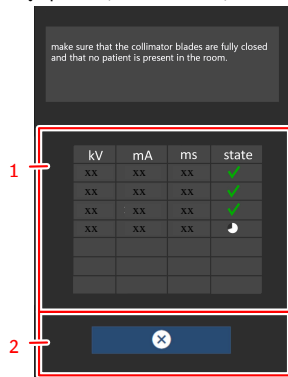 make sure that the collimator blades are fully closed
and that no patient is present in the room.
1
kV mA ms state
xx xx xx
xx xx xx
xx xx xx
xx xx xx
2